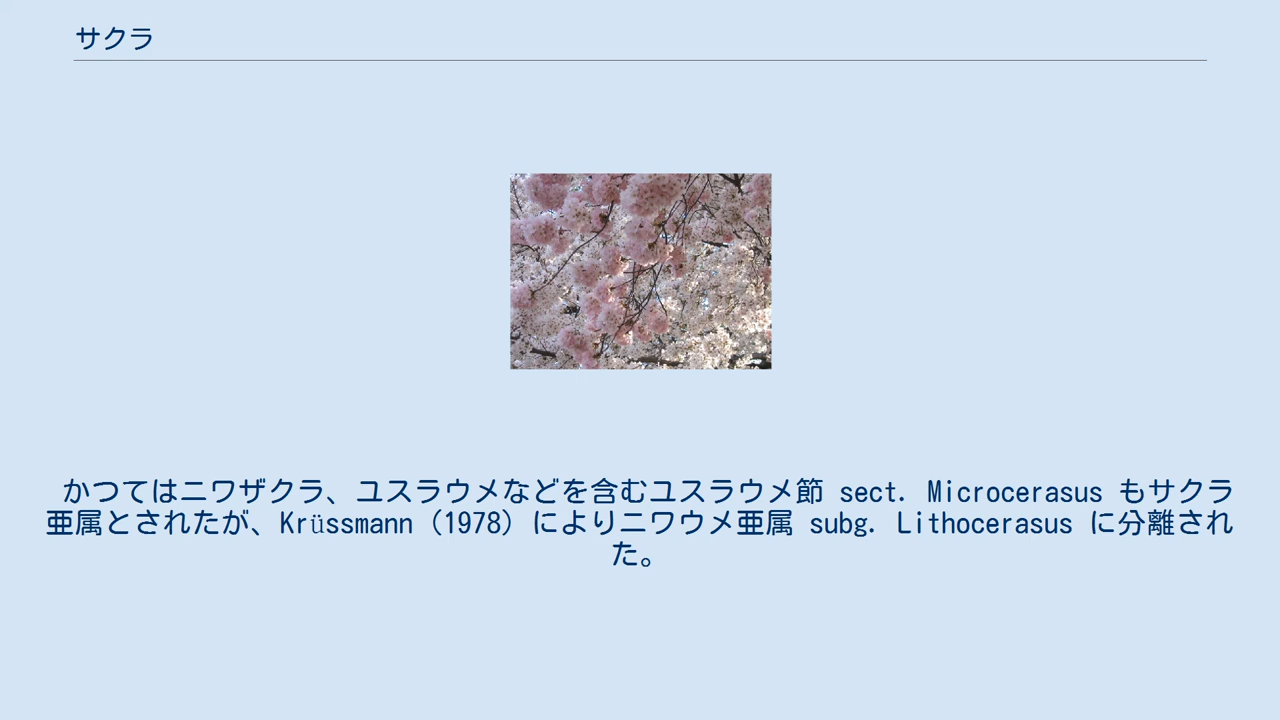 サクラ
かつてはニワザクラ、ユスラウメなどを含むユスラウメ節 sect. Microcerasus もサクラ
亜属とされたが、Krüssmann（1978）によりニワウメ亜属 subg. Lithocerasus に分離され
た。